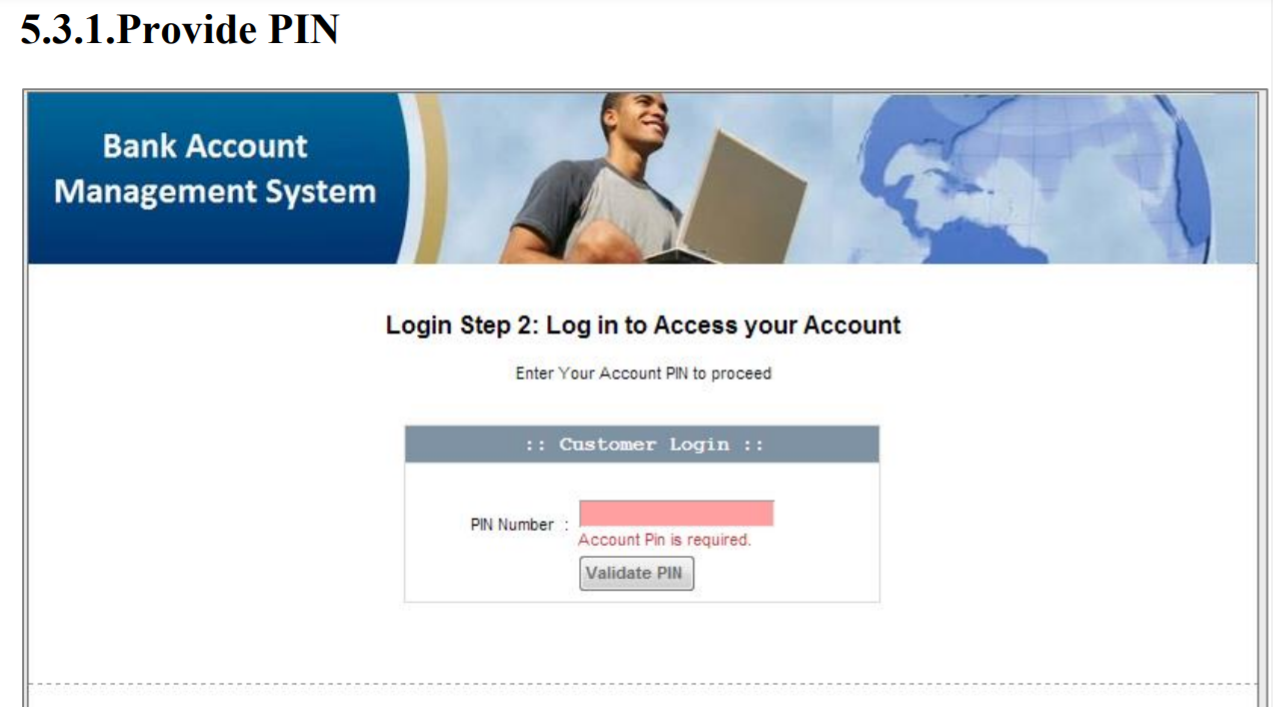 5.3.1.Provide PIN
Bank Account
Management System
Login Step 2: Log in to Access your Account
Enter Your Account PIN to proceed
:: Customer Login ::
PIN Number :
Account Pin is required.
Validate PIN